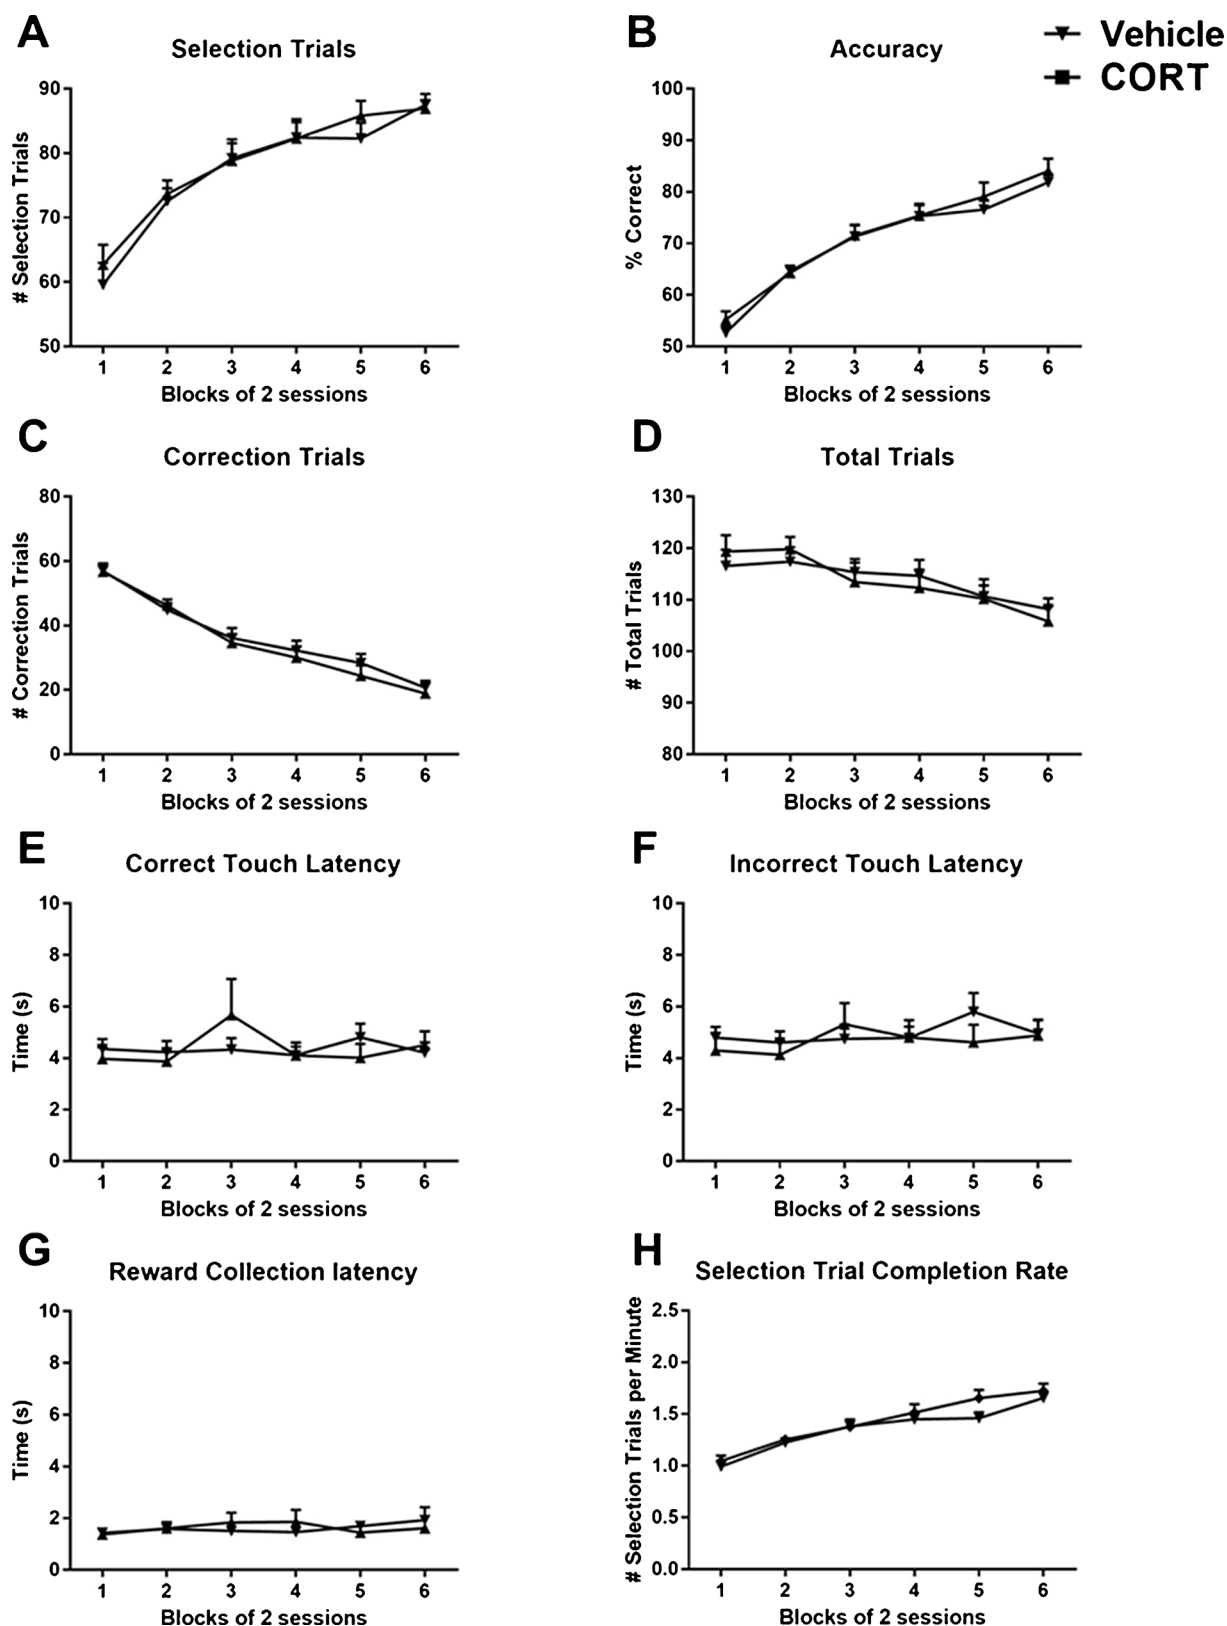 A
Selection Trials
# Selection Trials
90
80
70
60
50
1 2 3 4 5 6
Blocks of 2 sessions
B
Accuracy
Vehicle
CORT
% Correct
100
90
80
70
60
50
1 2 3 4 5 6
Blocks of 2 sessions
C
Correction Trials
# Correction Trials
80
60
40
20
0
1 2 3 4 5 6
Blocks of 2 sessions
D
Total Trials
# Total Trials
130
120
110
100
90
80
1 2 3 4 5 6
Blocks of 2 sessions
E
Correct Touch Latency
Time (s)
10
8
6
4
2
0
1 2 3 4 5 6
Blocks of 2 sessions
F
Incorrect Touch Latency
Time (s)
10
8
6
4
2
0
1 2 3 4 5 6
Blocks of 2 sessions
G
Reward Collection latency
Time (s)
10
8
6
4
2
0
1 2 3 4 5 6
Blocks of 2 sessions
H
Selection Trial Completion Rate
# Selection Trials per Minute
2.5
2.0
1.5
1.0
0.5
0.0
1 2 3 4 5 6
Blocks of 2 sessions